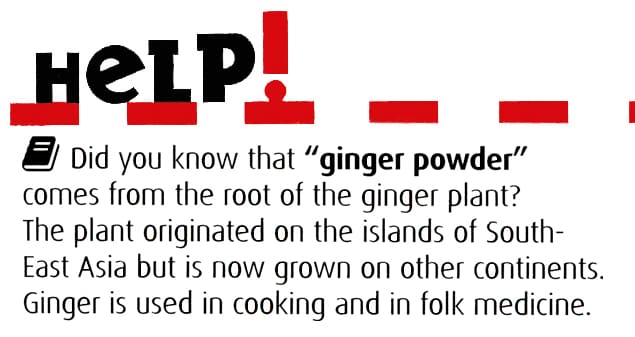 HeLP!
Did you know that “ginger powder”
comes from the root of the ginger plant?
The plant originated on the islands of South-
East Asia but is now grown on other continents.
Ginger is used in cooking and in folk medicine.